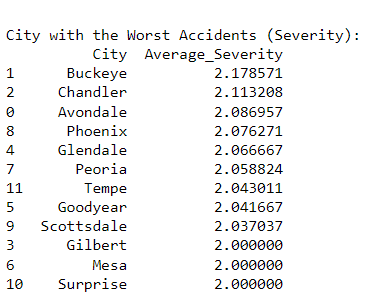 City with the Worst Accidents (Severity):
City Average_Severity
1 Buckeye 2.178571
2 Chandler 2.113208
0 Avondale 2.086957
8 Phoenix 2.076271
4 Glendale 2.066667
7 Peoria 2.058824
11 Tempe 2.043011
5 Goodyear 2.041667
9 Scottsdale 2.037037
3 Gilbert 2.000000
6 Mesa 2.000000
10 Surprise 2.000000